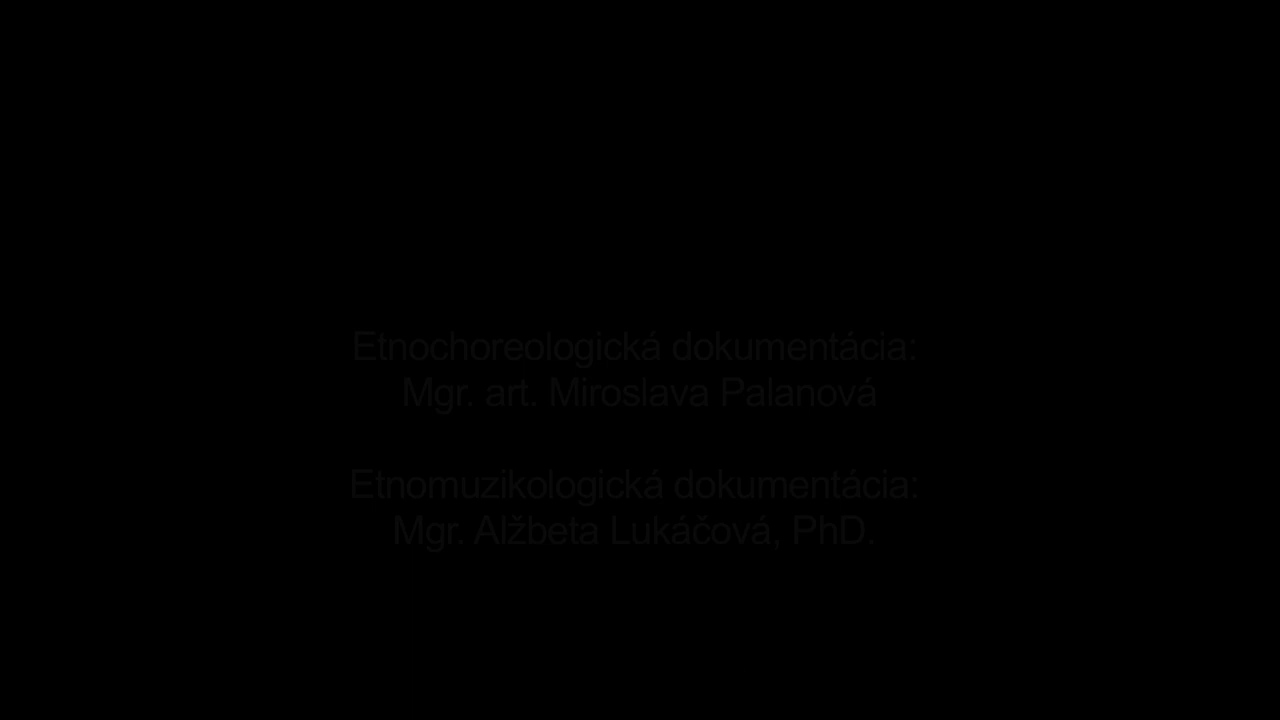 Etnochoreologická dokumentácia:
Mgr. art. Miroslava Palanová
Etnomuzikologická dokumentácia:
Mgr. Alžbeta Lukáčová, PhD.